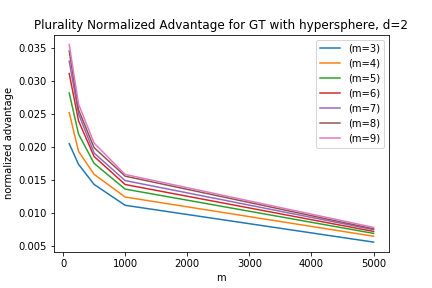 Plurality Normalized Advantage for GT with hypersphere, d=2
normalized advantage
0.035
0.030
0.025
0.020
0.015
0.010
0.005
(m=3)
(m=4)
(m=5)
(m=6)
(m=7)
(m=8)
(m=9)
0 1000 2000 3000 4000 5000
m